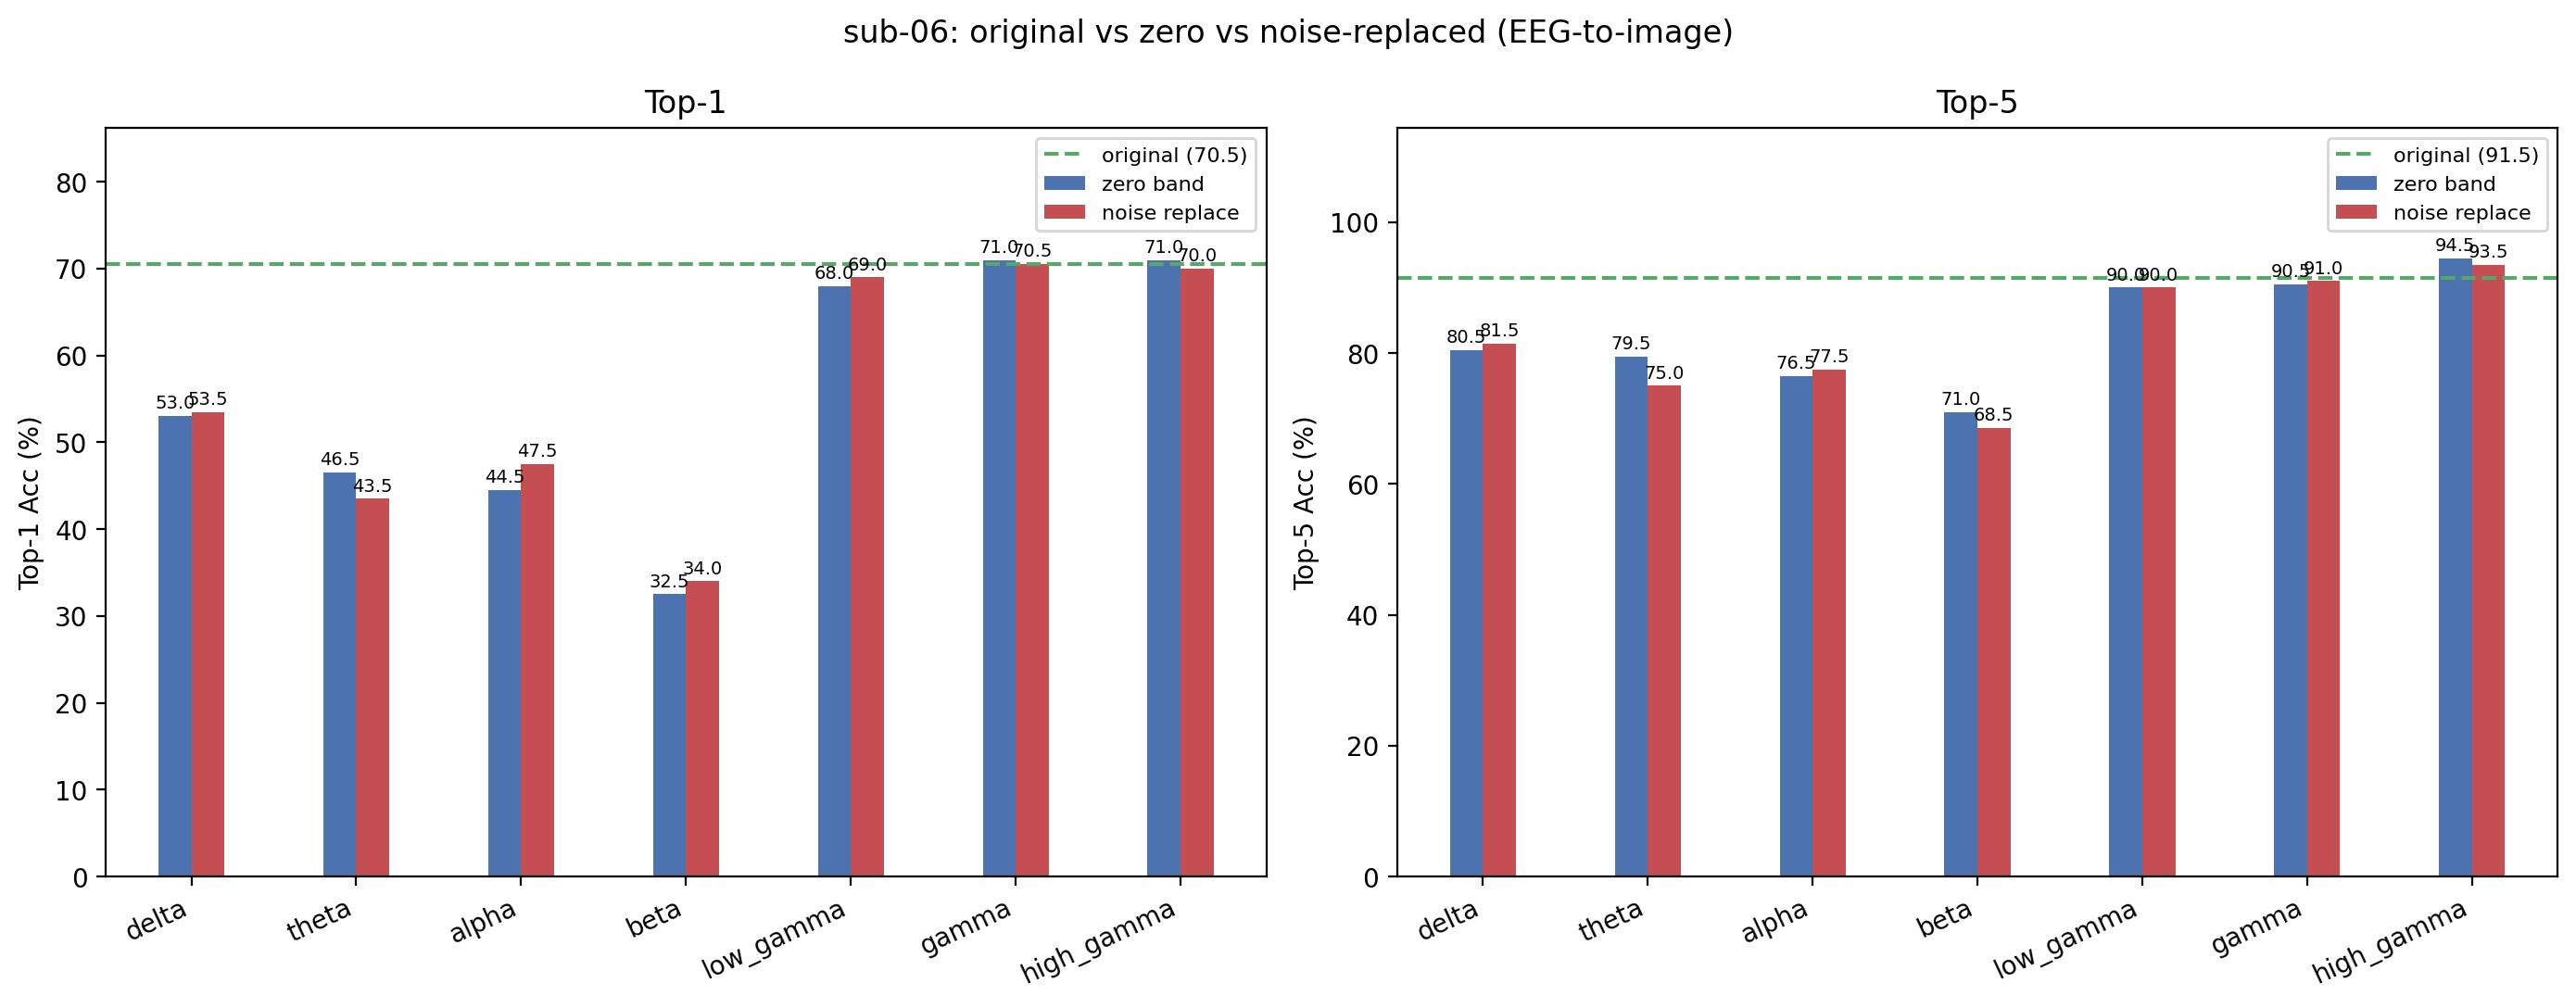 sub-06: original vs zero vs noise-replaced (EEG-to-image)
Top-1
original (70.5)
zero band
noise replace
Top-1 Acc (%)
80
70
60
50
40
30
20
10
0
53.0
53.5
46.5
43.5
44.5
47.5
32.5
34.0
68.0
69.0
71.0
70.5
71.0
70.0
delta
theta
alpha
beta
low_gamma
gamma
high_gamma
Top-5
original (91.5)
zero band
noise replace
Top-5 Acc (%)
100
80
60
40
20
0
80.5
81.5
79.5
75.0
76.5
77.5
71.0
68.5
90.0
90.0
90.5
91.0
94.5
93.5
delta
theta
alpha
beta
low_gamma
gamma
high_gamma